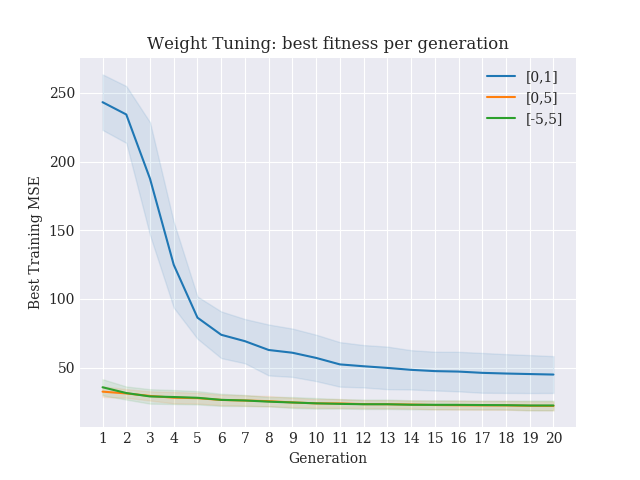 Weight Tuning: best fitness per generation
[0,1]
[0,5]
[-5,5]
Best Training MSE
250
200
150
100
50
1 2 3 4 5 6 7 8 9 10 11 12 13 14 15 16 17 18 19 20
Generation